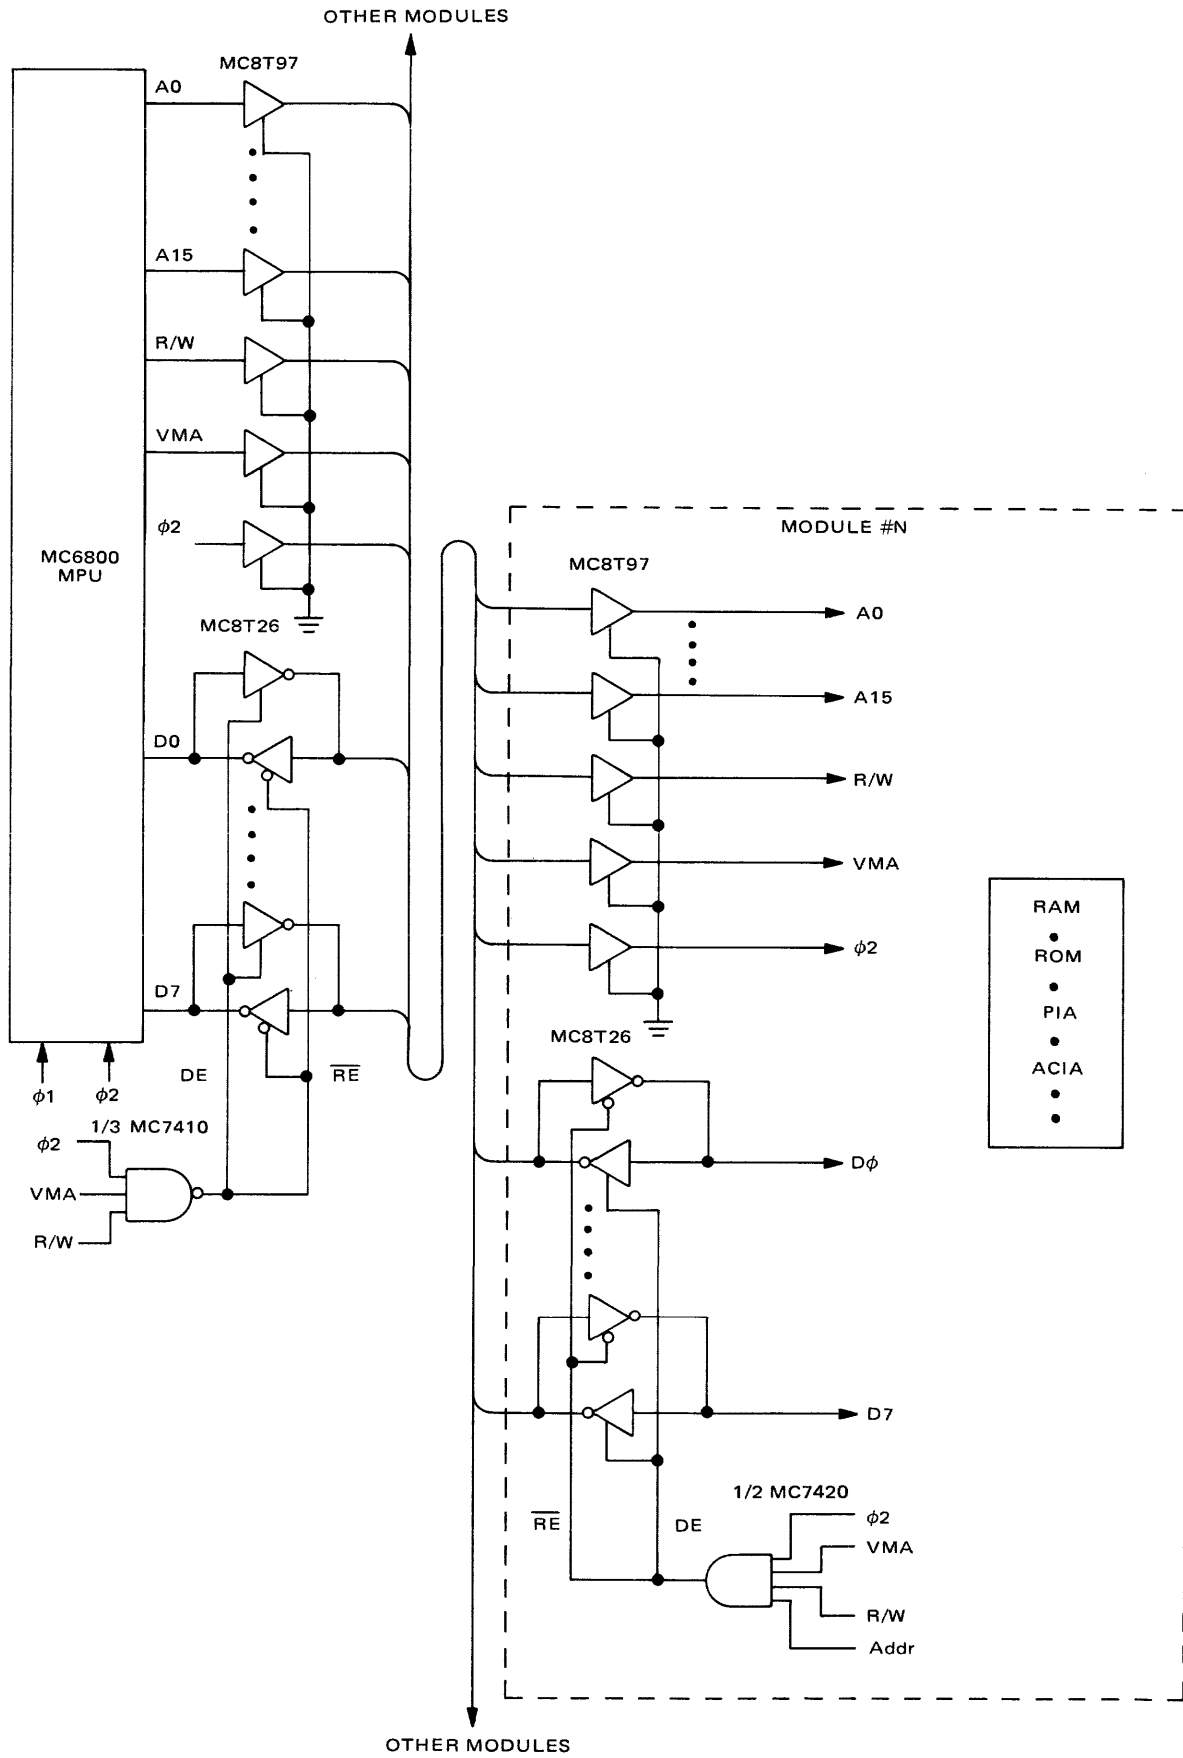 OTHER MODULES
MC8T97
A0
A15
R/W
VMA
ϕ2
MC6800
MPU
MC8T26
D0
D7
DE
RE
ϕ1
ϕ2
1/3 MC7410
ϕ2
VMA
R/W
MODULE #N
MC8T97
A0
A15
R/W
VMA
ϕ2
MC8T26
Dϕ
D7
RAM
ROM
PIA
ACIA
1/2 MC7420
RE
DE
ϕ2
VMA
R/W
Addr
OTHER MODULES